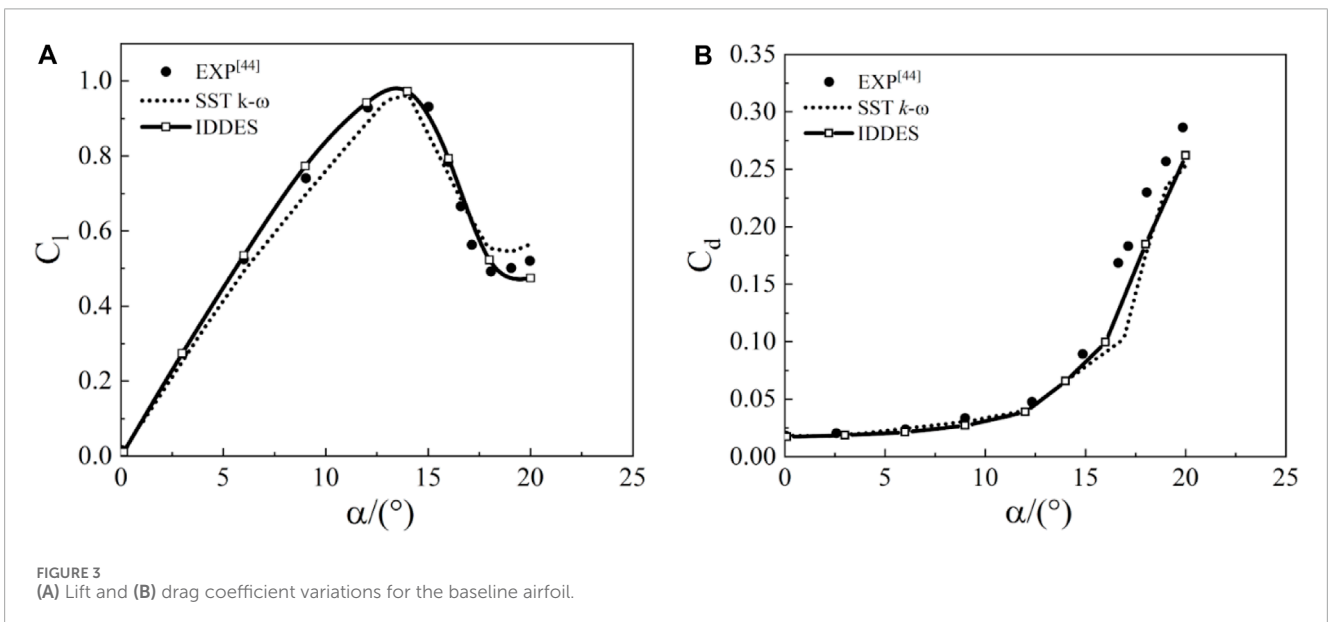 A
1.0
0.8
0.6
0.4
0.2
0.0
C_l
EXP[44]
SST k-ω
IDDES
0 5 10 15 20 25
α/(°)
B
0.35
0.30
0.25
0.20
0.15
0.10
0.05
0.00
C_d
EXP[44]
SST k-ω
IDDES
0 5 10 15 20 25
α/(°)
FIGURE 3
(A) Lift and (B) drag coefficient variations for the baseline airfoil.